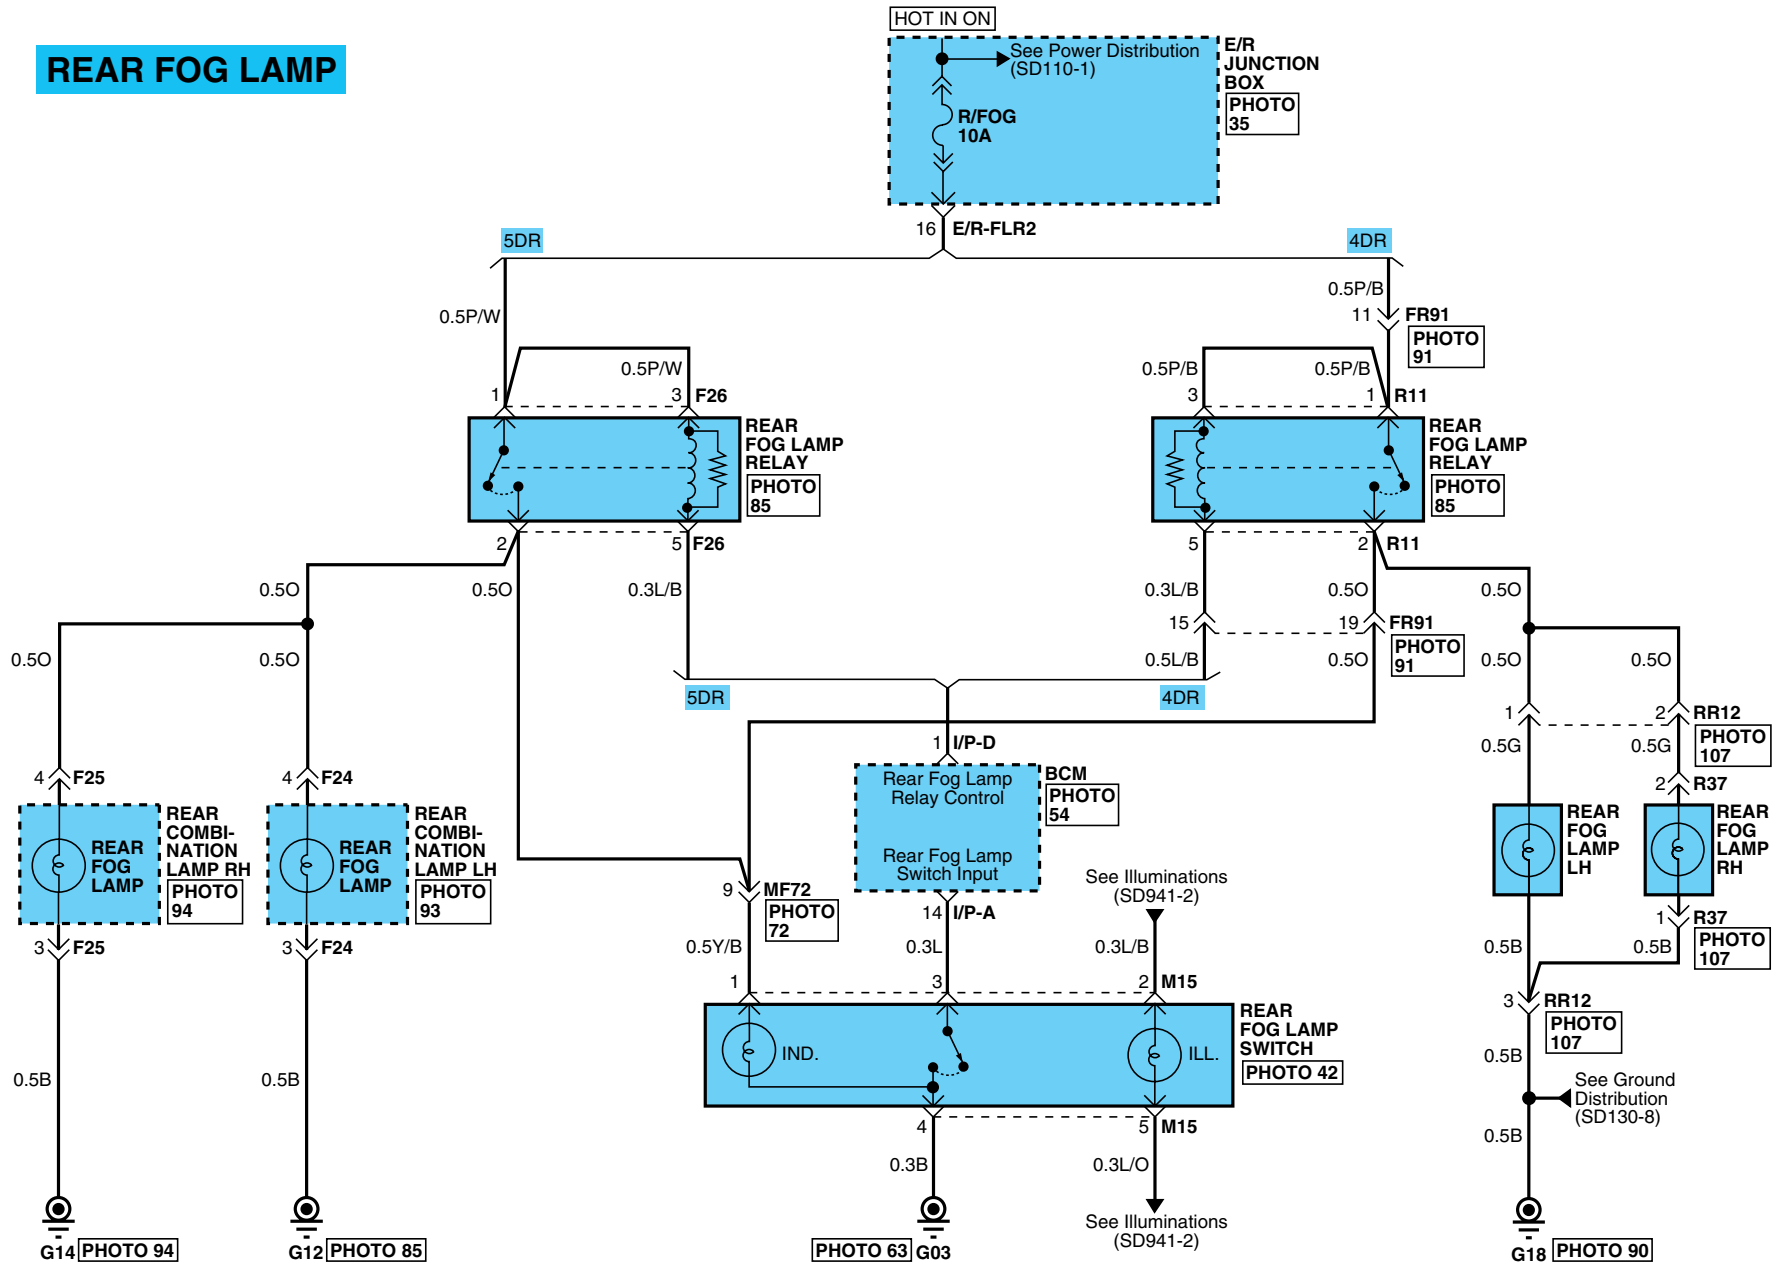 HOT IN ON
REAR FOG LAMP
See Power Distribution
(SD110-1)
E/R
JUNCTION
BOX
PHOTO
35
R/FOG
10A
16 E/R-FLR2
5DR
4DR
0.5P/W
0.5P/B
11 FR91
PHOTO
91
0.5P/W
0.5P/B
0.5P/B
1
3 F26
3
1 R11
REAR
FOG LAMP
RELAY
PHOTO
85
REAR
FOG LAMP
RELAY
PHOTO
85
2
5 F26
5
2 R11
0.5O
0.5O
0.3L/B
0.3L/B
0.5O
0.5O
15
19 FR91
PHOTO
91
0.5O
0.5O
0.5L/B
0.5O
0.5O
0.5O
5DR
4DR
1
2 RR12
PHOTO
107
1 I/P-D
0.5G
0.5G
4 F25
4 F24
Rear Fog Lamp
Relay Control
Rear Fog Lamp
Switch Input
BCM
PHOTO
54
2 R37
REAR
FOG
LAMP
REAR
COMBI-
NATION
LAMP RH
PHOTO
94
REAR
FOG
LAMP
REAR
COMBI-
NATION
LAMP LH
PHOTO
93
REAR
FOG
LAMP
LH
REAR
FOG
LAMP
RH
9 MF72
PHOTO
72
14 I/P-A
See Illuminations
(SD941-2)
1 R37
PHOTO
107
3 F25
3 F24
0.5Y/B
0.3L
0.3L/B
0.5B
0.5B
1
3
2 M15
3 RR12
PHOTO
107
IND.
ILL.
REAR
FOG LAMP
SWITCH
PHOTO 42
0.5B
0.5B
0.5B
See Ground
Distribution
(SD130-8)
4
5 M15
0.5B
0.3B
0.3L/O
See Illuminations
(SD941-2)
G14 PHOTO 94
G12 PHOTO 85
PHOTO 63 G03
G18 PHOTO 90